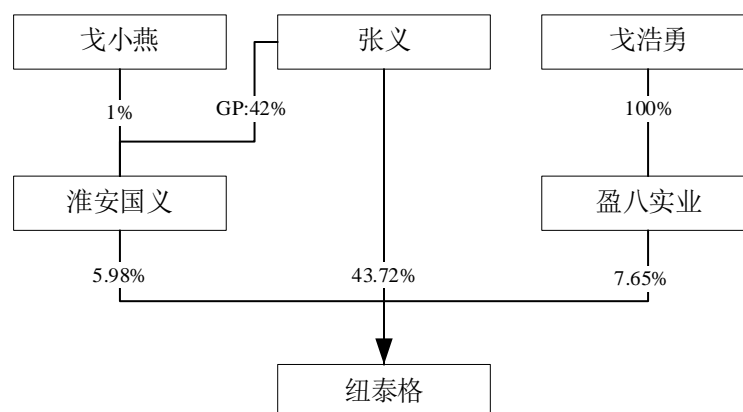 戈小燕
张义
戈浩勇
1%
GP:42%
100%
淮安国义
盈八实业
5.98%
43.72%
7.65%
纽泰格